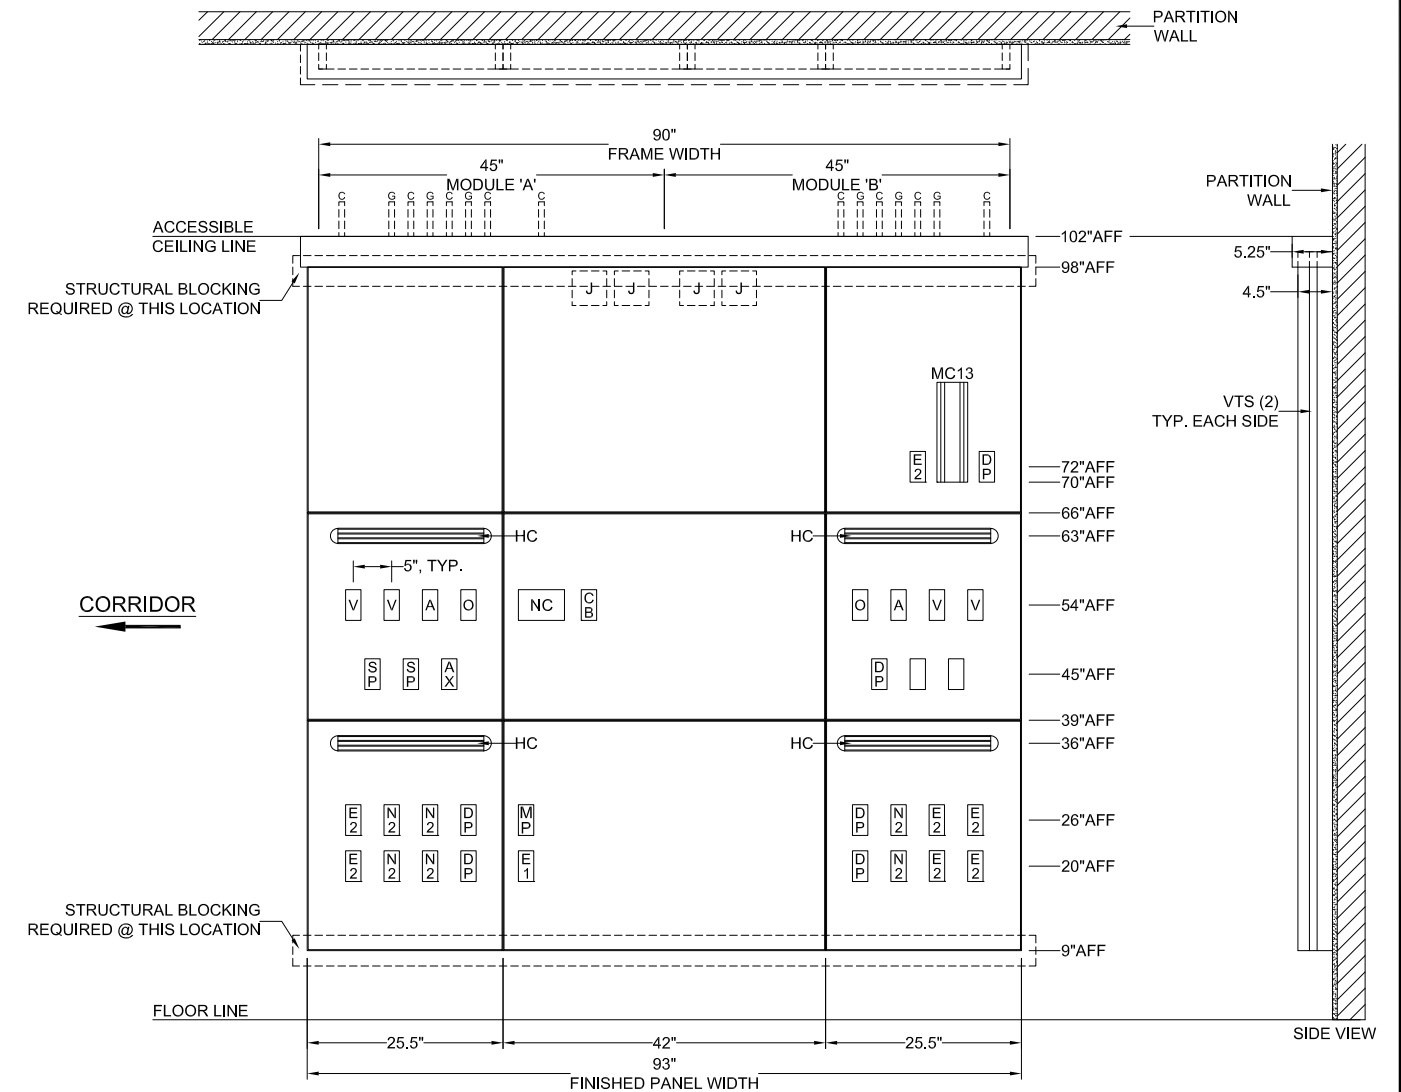 PARTITION
WALL
90"
FRAME WIDTH
45"
MODULE 'A'
45"
MODULE 'B'
C
G
C
G
C
G
C
C
C
G
C
G
C
G
C
PARTITION
WALL
ACCESSIBLE
CEILING LINE
102"AFF
5.25"
98"AFF
STRUCTURAL BLOCKING
REQUIRED @ THIS LOCATION
J
J
J
J
4.5"
MC13
VTS (2)
TYP. EACH SIDE
E2
DP
72"AFF
70"AFF
66"AFF
HC
HC
63"AFF
5", TYP.
CORRIDOR
V
V
A
O
NC
CB
O
A
V
V
54"AFF
SP
SP
AX
DP
45"AFF
39"AFF
HC
HC
36"AFF
E2
N2
N2
DP
MP
DP
N2
E2
E2
26"AFF
E2
N2
N2
DP
E1
DP
N2
E2
E2
20"AFF
STRUCTURAL BLOCKING
REQUIRED @ THIS LOCATION
9"AFF
FLOOR LINE
SIDE VIEW
25.5"
42"
25.5"
93"
FINISHED PANEL WIDTH